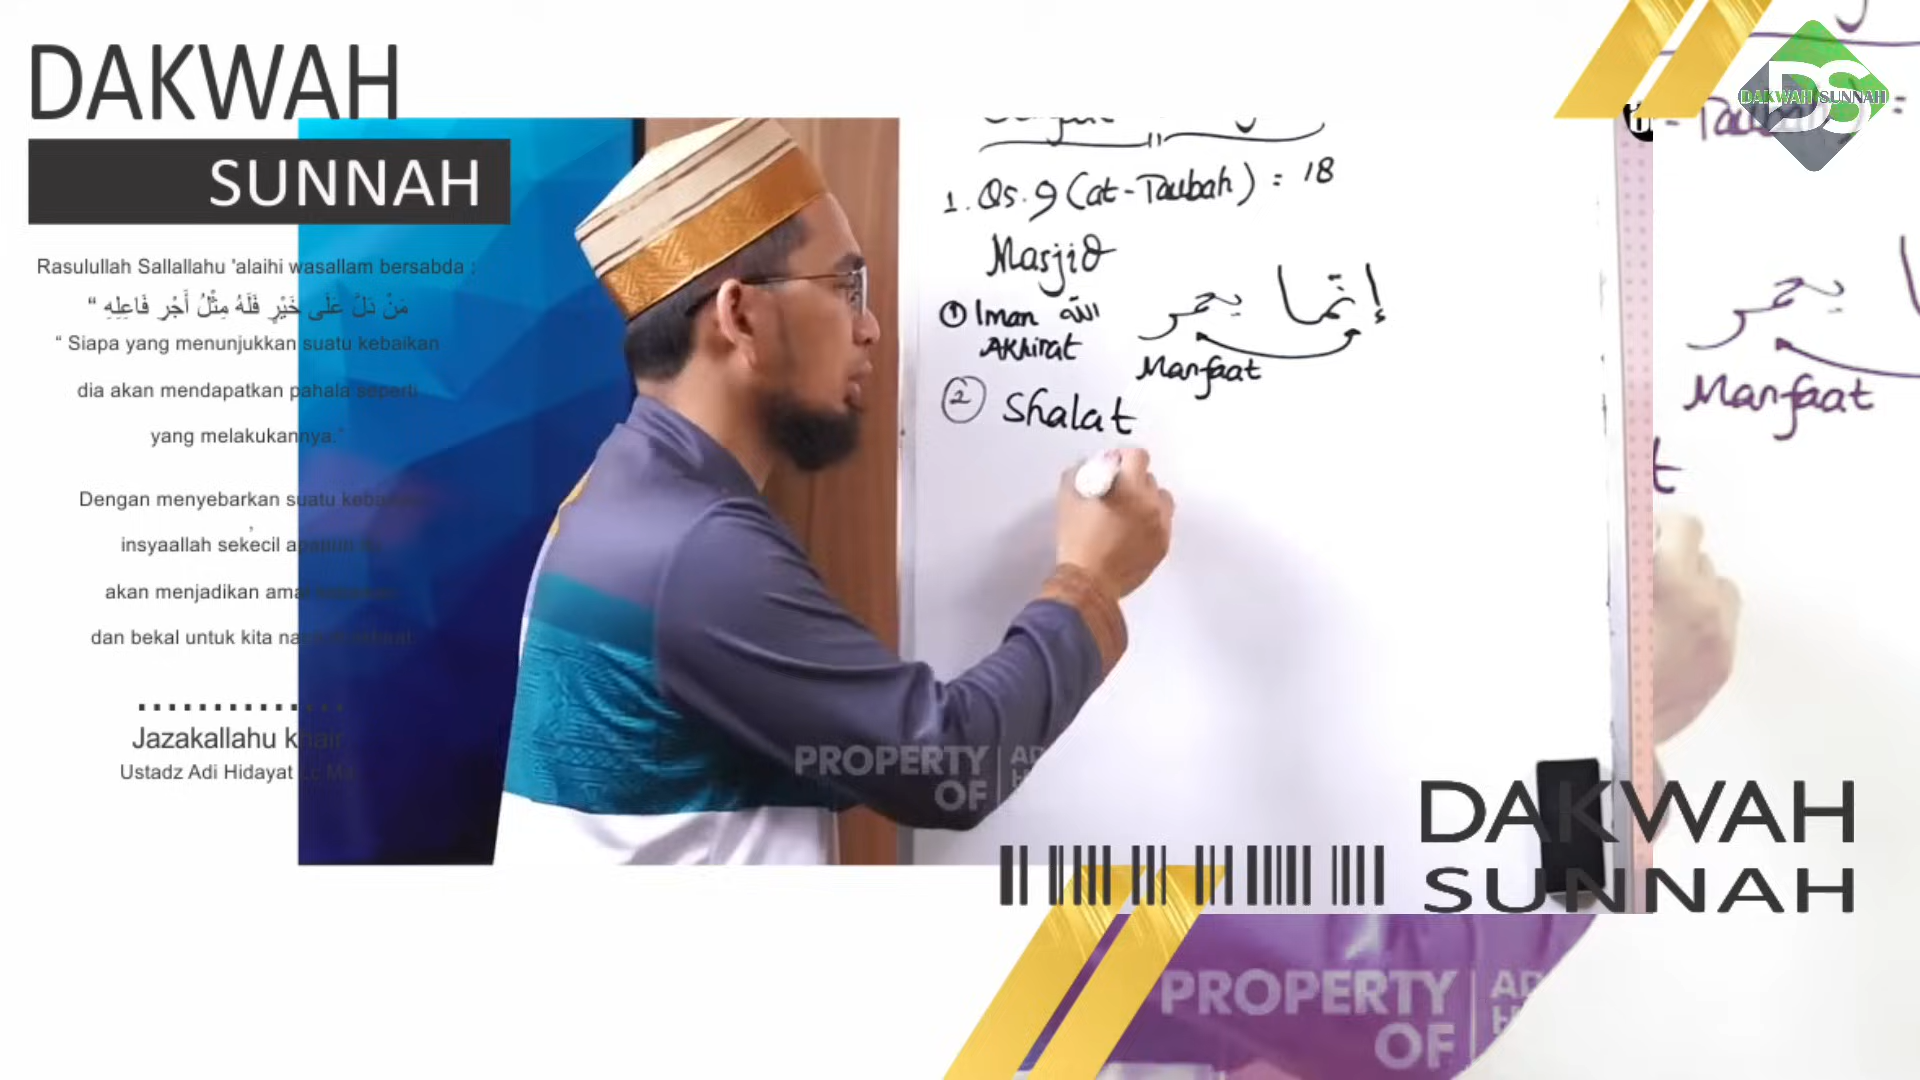 DAKWAH
SUNNAH
Rasulullah Sallallahu 'alaihi wasallam bersabda :
“ مَنْ دَلَّ عَلَى خَيْرٍ فَلَهُ مِثْلُ أَجْرِ فَاعِلِهِ “
“ Siapa yang menunjukkan suatu kebaikan
dia akan mendapatkan pahala seperti
yang melakukannya.”
Dengan menyebarkan suatu
insyaallah sekecil
akan menjadikan amal
dan bekal untuk kita
Jazakallahu khair
Ustadz Adi Hidayat
1. Qs. 9 (at-Taubah) : 18
Masjid
إنما يعمر
① Iman الله
Akhirat
Manfaat
② Shalat
PROPERTY
OF
DAKWAH
SUNNAH
DS
DAKWAH SUNNAH
Manfaat
PROPERTY
OF